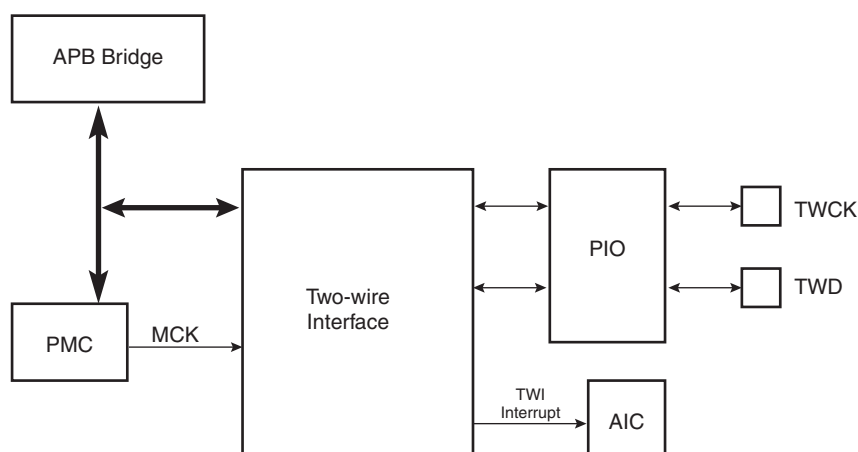 APB Bridge
TWCK
PIO
TWD
Two-wire
Interface
MCK
PMC
TWI
Interrupt
AIC